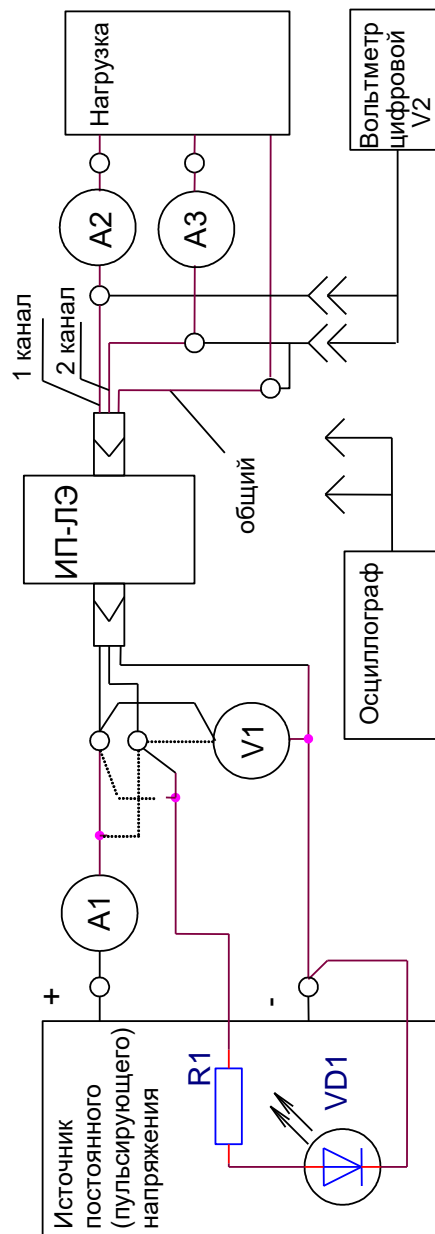 Источник
постоянного
(пульсирующего)
напряжения
+
-
A1
R1
VD1
V1
ИП-ЛЭ
1 канал
2 канал
общий
A2
A3
Нагрузка
Осциллограф
Вольтметр
цифровой
V2